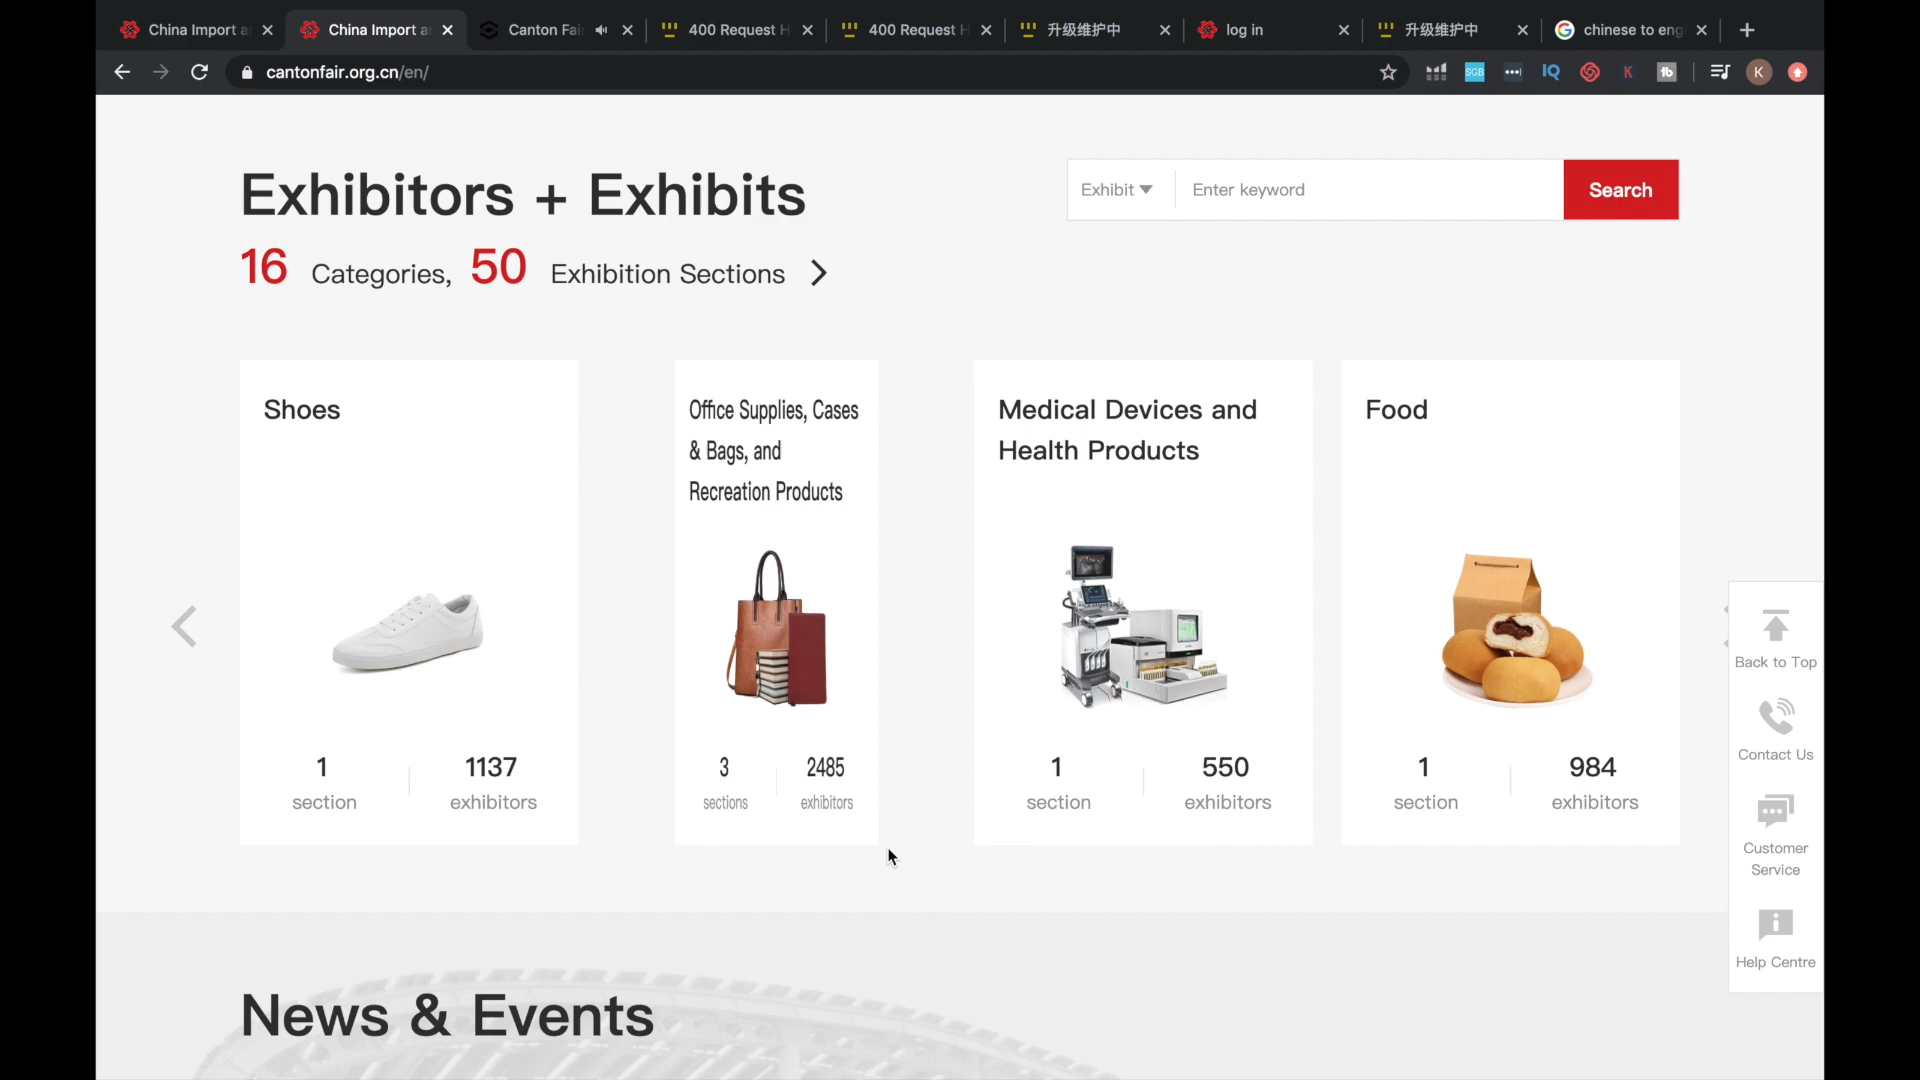 China Import a
China Import a
Canton Fai
400 Request H
400 Request H
升级维护中
log in
升级维护中
chinese to eng
cantonfair.org.cn/en/
SGB
IQ
K
tb
K
Exhibitors + Exhibits
Exhibit
Enter keyword
Search
16 Categories, 50 Exhibition Sections
Shoes
1
section
1137
exhibitors
Office Supplies, Cases
& Bags, and
Recreation Products
3
sections
2485
exhibitors
Medical Devices and
Health Products
1
section
550
exhibitors
Food
1
section
984
exhibitors
Back to Top
Contact Us
Customer
Service
Help Centre
News & Events